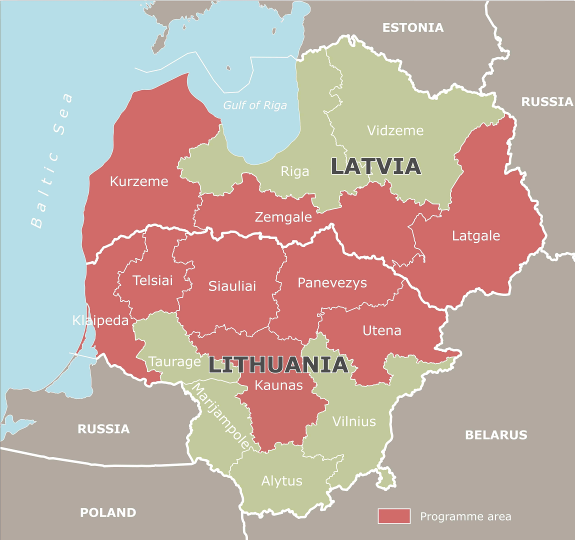 ESTONIA
RUSSIA
Baltic Sea
Gulf of Riga
Vidzeme
LATVIA
Riga
Kurzeme
Zemgale
Latgale
Telsiai
Siauliai
Panevezys
Klaipeda
Utena
Taurage
LITHUANIA
Kaunas
Marijampole
Vilnius
RUSSIA
BELARUS
Alytus
POLAND
Programme area